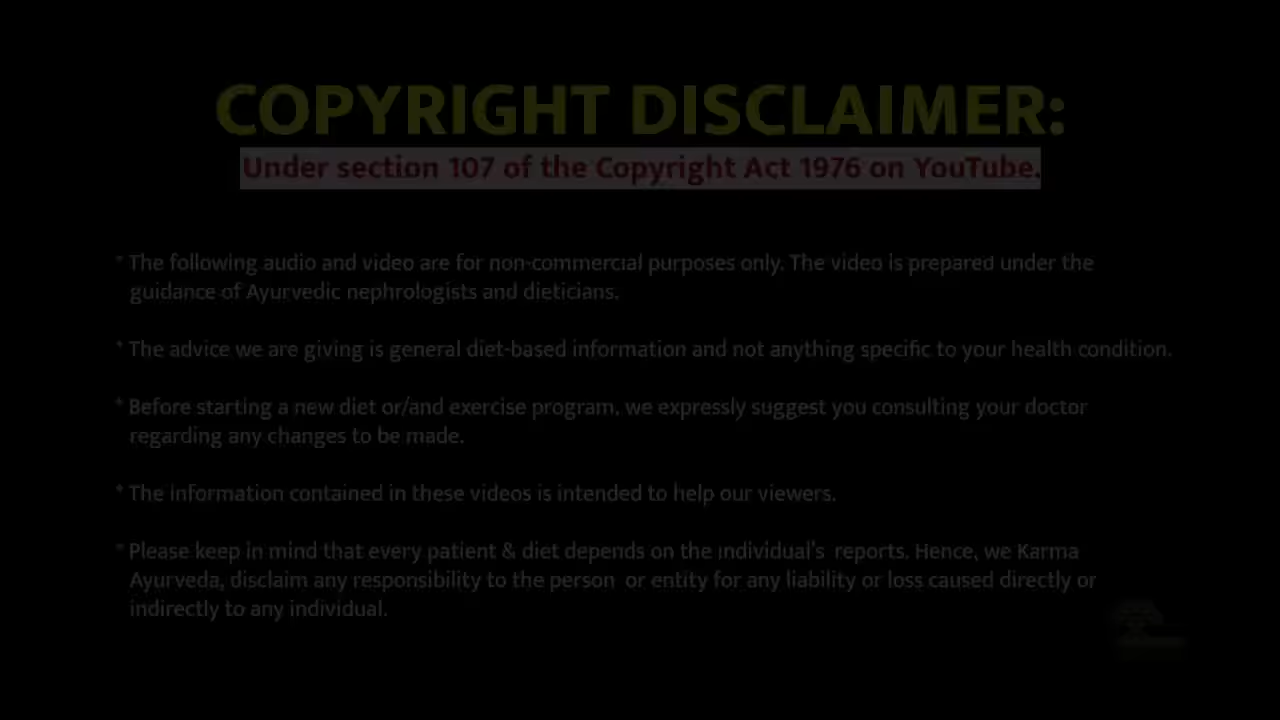 COPYRIGHT DISCLAIMER:
Under section 107 of the Copyright Act 1976 on YouTube.
* The following audio and video are for non-commercial purposes only. The video is prepared under the
guidance of Ayurvedic nephrologists and dieticians.
* The advice we are giving is general diet-based information and not anything specific to your health condition.
* Before starting a new diet or/and exercise program, we expressly suggest you consulting your doctor
regarding any changes to be made.
* The information contained in these videos is intended to help our viewers.
* Please keep in mind that every patient & diet depends on the individual's reports. Hence, we Karma
Ayurveda, disclaim any responsibility to the person or entity for any liability or loss caused directly or
indirectly to any individual.